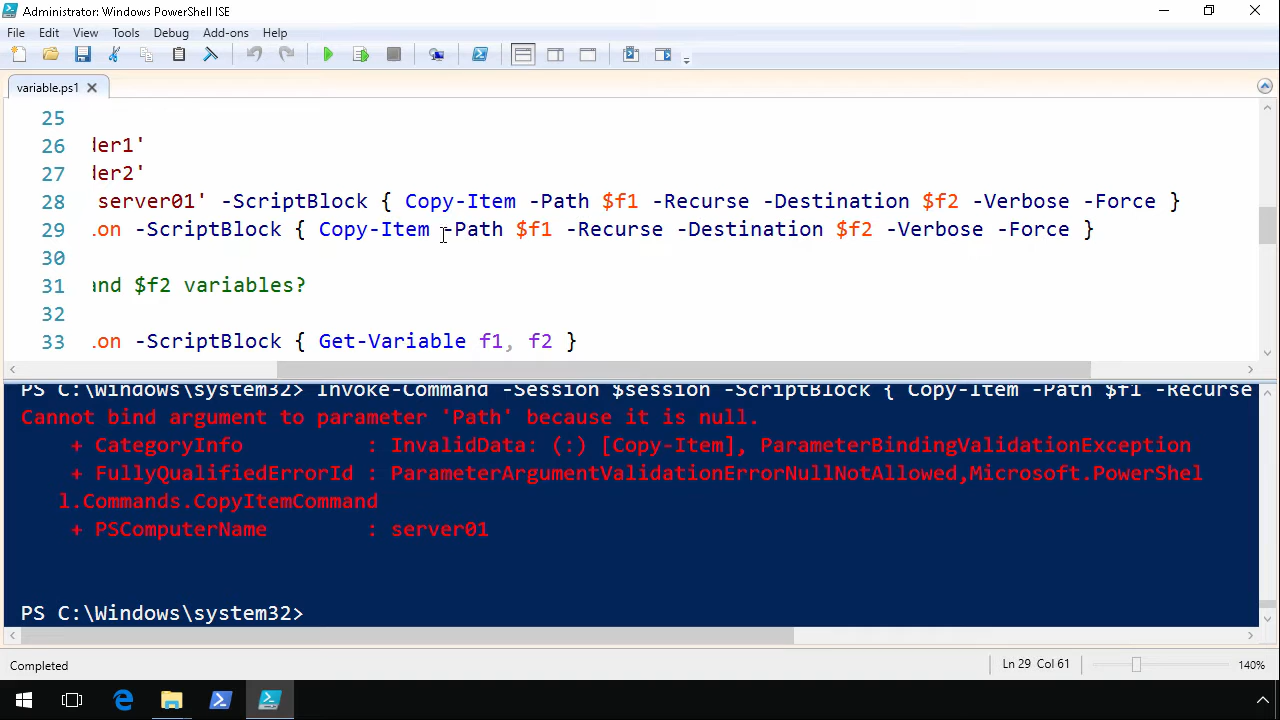 Administrator: Windows PowerShell ISE
File Edit View Tools Debug Add-ons Help
variable.ps1
25
26 der1'
27 der2'
28 server01' -ScriptBlock { Copy-Item -Path $f1 -Recurse -Destination $f2 -Verbose -Force }
29 on -ScriptBlock { Copy-Item -Path $f1 -Recurse -Destination $f2 -Verbose -Force }
30
31 and $f2 variables?
32
33 on -ScriptBlock { Get-Variable f1, f2 }
PS C:\Windows\system32> Invoke-Command -Session $session -ScriptBlock { Copy-Item -Path $f1 -Recurse
Cannot bind argument to parameter 'Path' because it is null.
+ CategoryInfo : InvalidData: (:) [Copy-Item], ParameterBindingValidationException
+ FullyQualifiedErrorId : ParameterArgumentValidationErrorNullNotAllowed,Microsoft.PowerShel
l.Commands.CopyItemCommand
+ PSComputerName : server01
PS C:\Windows\system32>
Completed
Ln 29 Col 61
140%